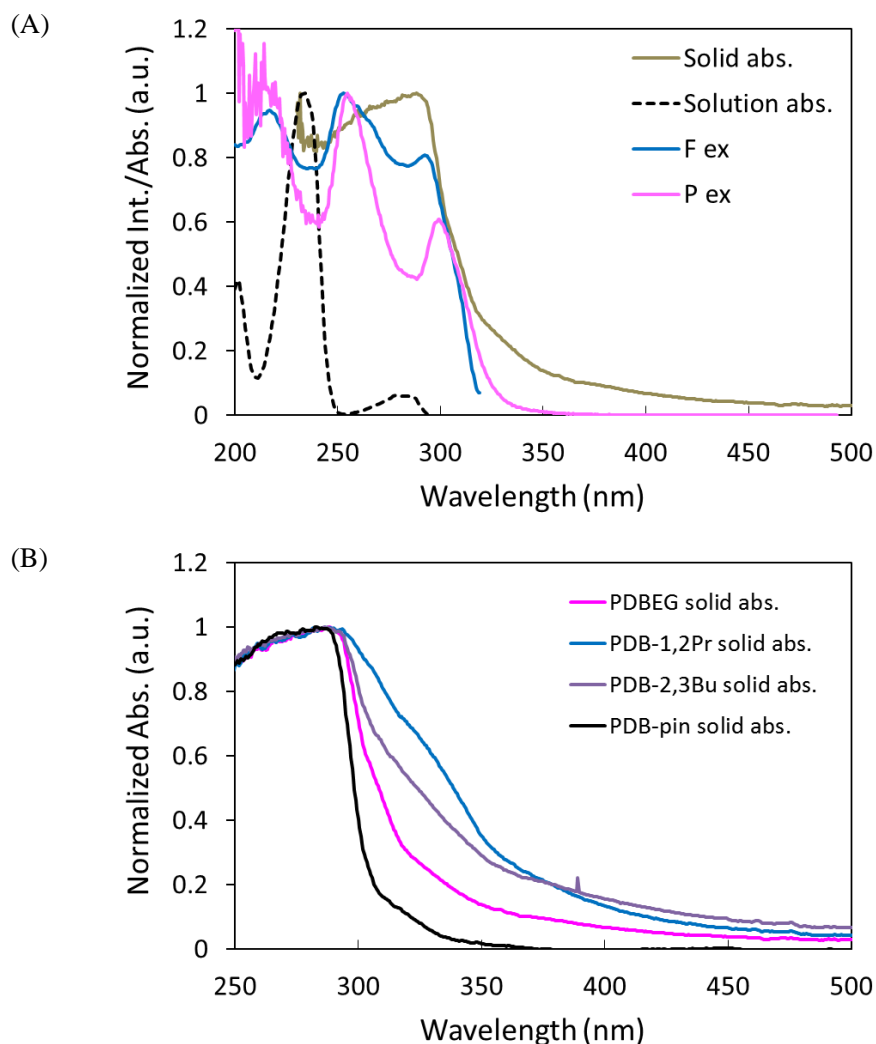 (A)
1.2
1
0.8
0.6
0.4
0.2
0
Normalized Int./Abs. (a.u.)
Solid abs.
Solution abs.
F ex
P ex
200 250 300 350 400 450 500
Wavelength (nm)
(B)
1.2
1
0.8
0.6
0.4
0.2
0
Normalized Abs. (a.u.)
PDBEG solid abs.
PDB-1,2Pr solid abs.
PDB-2,3Bu solid abs.
PDB-pin solid abs.
250 300 350 400 450 500
Wavelength (nm)